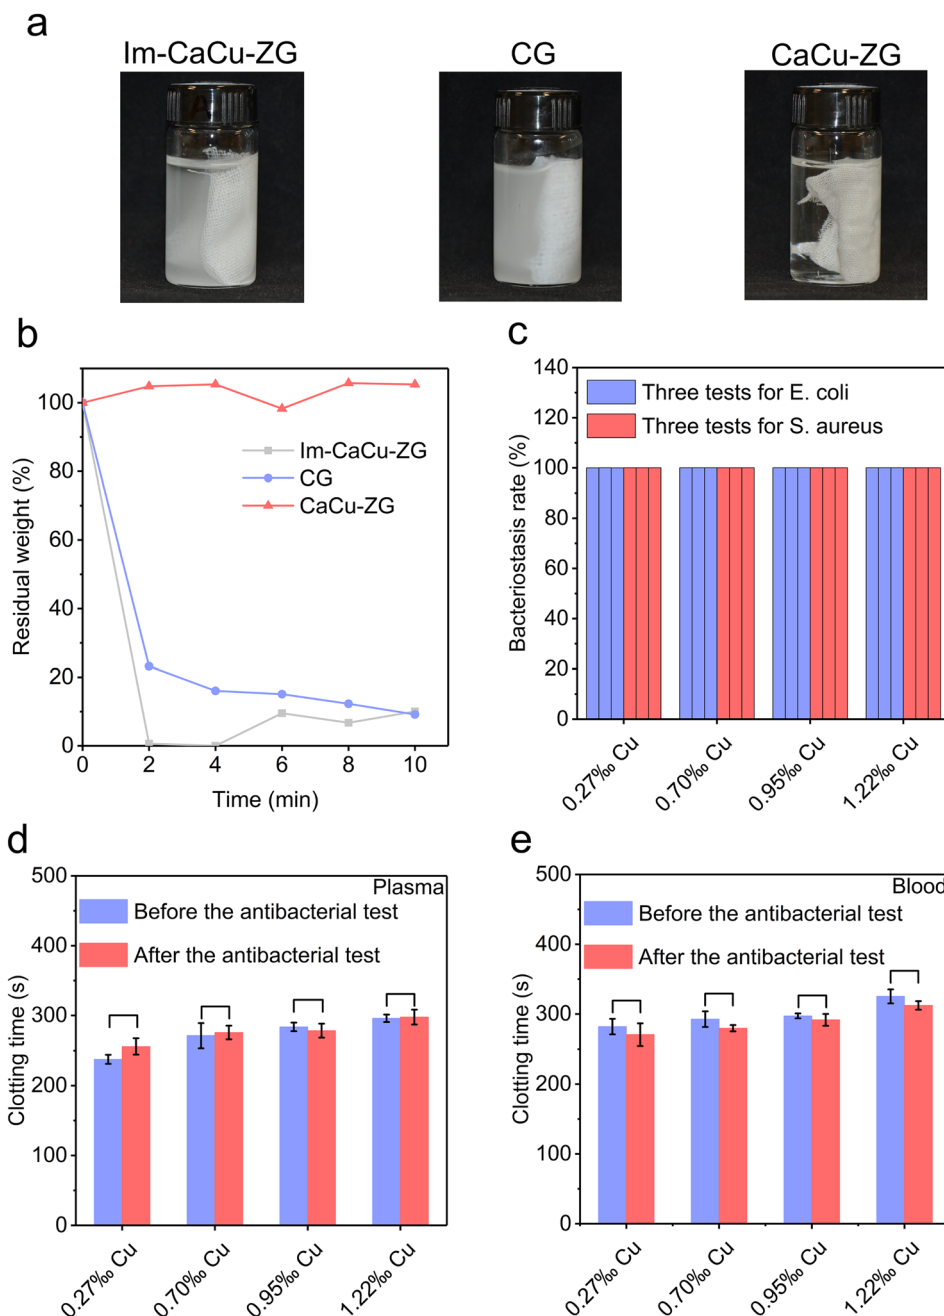 a
Im-CaCu-ZG
CG
CaCu-ZG
b
Residual weight (%)
100
80
60
40
20
0
Im-CaCu-ZG
CG
CaCu-ZG
0 2 4 6 8 10
Time (min)
c
Bacteriostasis rate (%)
140
120
100
80
60
40
20
0
Three tests for E. coli
Three tests for S. aureus
0.27‰ Cu
0.70‰ Cu
0.95‰ Cu
1.22‰ Cu
d
Clotting time (s)
500
400
300
200
100
0
Plasma
Before the antibacterial test
After the antibacterial test
0.27‰ Cu
0.70‰ Cu
0.95‰ Cu
1.22‰ Cu
e
Clotting time (s)
500
400
300
200
100
0
Blood
Before the antibacterial test
After the antibacterial test
0.27‰ Cu
0.70‰ Cu
0.95‰ Cu
1.22‰ Cu